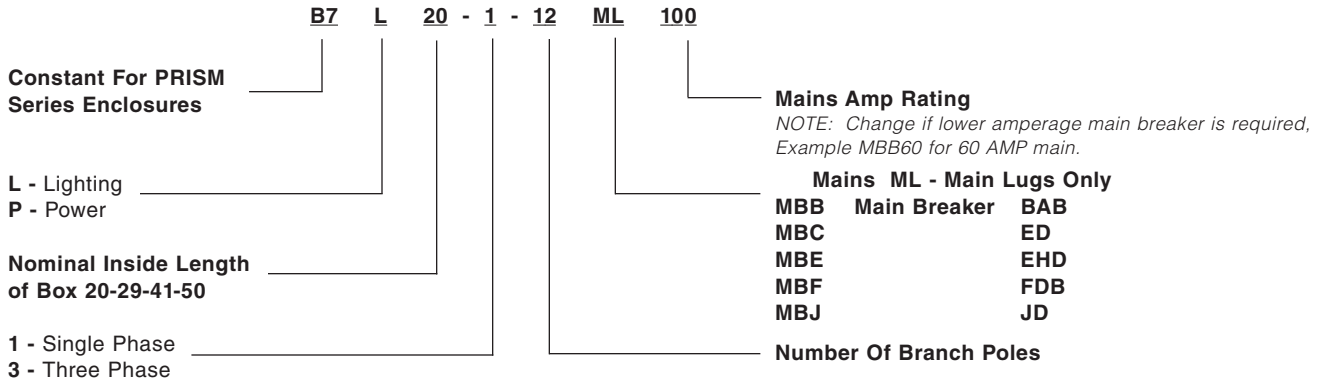 B7 L 20 - 1 - 12 ML 100
Constant For PRISM
Series Enclosures
L - Lighting
P - Power
Nominal Inside Length
of Box 20-29-41-50
1 - Single Phase
3 - Three Phase
Mains Amp Rating
NOTE: Change if lower amperage main breaker is required,
Example MBB60 for 60 AMP main.
Mains ML - Main Lugs Only
MBB Main Breaker BAB
MBC ED
MBE EHD
MBF FDB
MBJ JD
Number Of Branch Poles